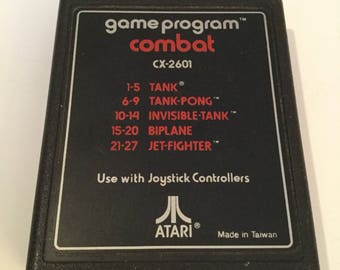 game program™
combat
CX-2601
1-5 TANK®
6-9 TANK-PONG™
10-14 INVISIBLE-TANK™
15-20 BIPLANE
21-27 JET-FIGHTER™
Use with Joystick Controllers
ATARI®
Made in Taiwan